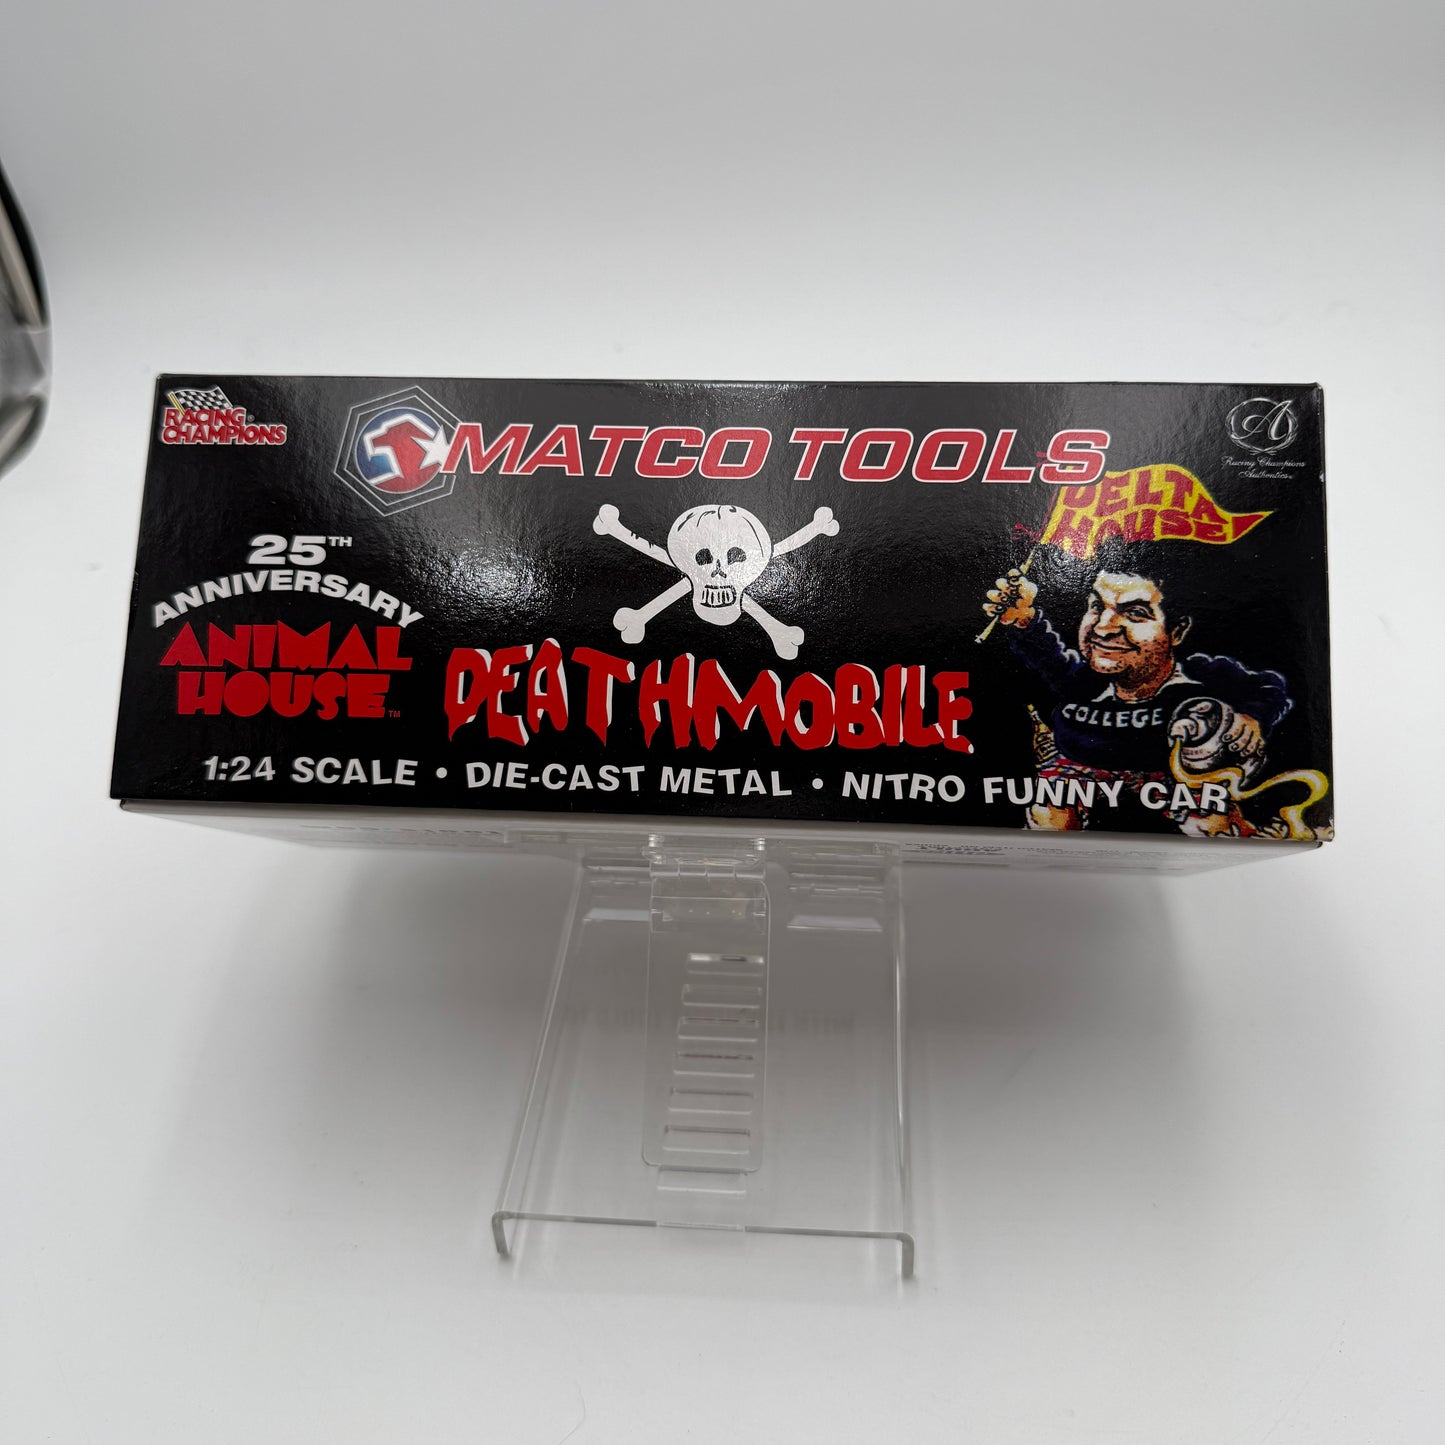 RACING®
CHAMPIONS
MATCO TOOLS
A
Racing Champions
Authentics
DELTA
HOUSE!
25TH
ANNIVERSARY
ANIMAL
HOUSE™
DEATHMOBILE
COLLEGE
1:24 SCALE • DIE-CAST METAL • NITRO FUNNY CAR